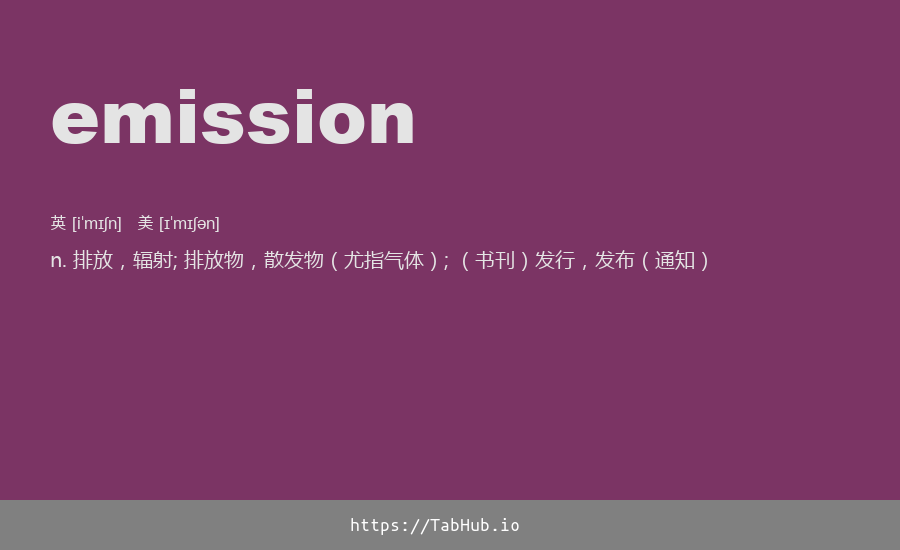 emission
英 [iˈmɪʃn] 美 [ɪˈmɪʃən]
n. 排放，辐射; 排放物，散发物（尤指气体）; （书刊）发行，发布（通知）
https://TabHub.io